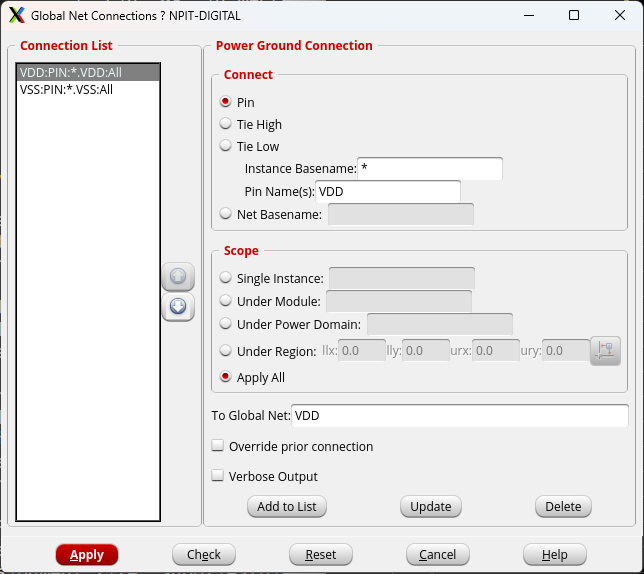 Global Net Connections ? NPIT-DIGITAL
Connection List
VDD:PIN:*.VDD:All
VSS:PIN:*.VSS:All
Power Ground Connection
Connect
Pin
Tie High
Tie Low
Instance Basename: *
Pin Name(s): VDD
Net Basename:
Scope
Single Instance:
Under Module:
Under Power Domain:
Under Region: llx: 0.0 lly: 0.0 urx: 0.0 ury: 0.0
Apply All
To Global Net: VDD
Override prior connection
Verbose Output
Add to List Update Delete
Apply Check Reset Cancel Help